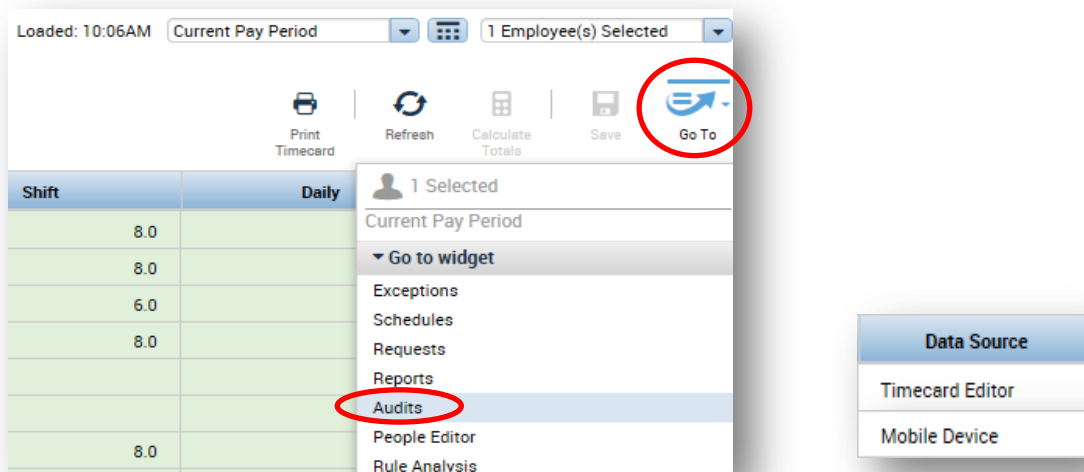 Loaded: 10:06AM Current Pay Period 1 Employee(s) Selected
Print Timecard
Refresh
Calculate Totals
Save
Go To
1 Selected
Current Pay Period
Go to widget
Exceptions
Schedules
Requests
Reports
Audits
People Editor
Rule Analysis
Shift Daily
8.0
8.0
6.0
8.0
8.0
Data Source
Timecard Editor
Mobile Device